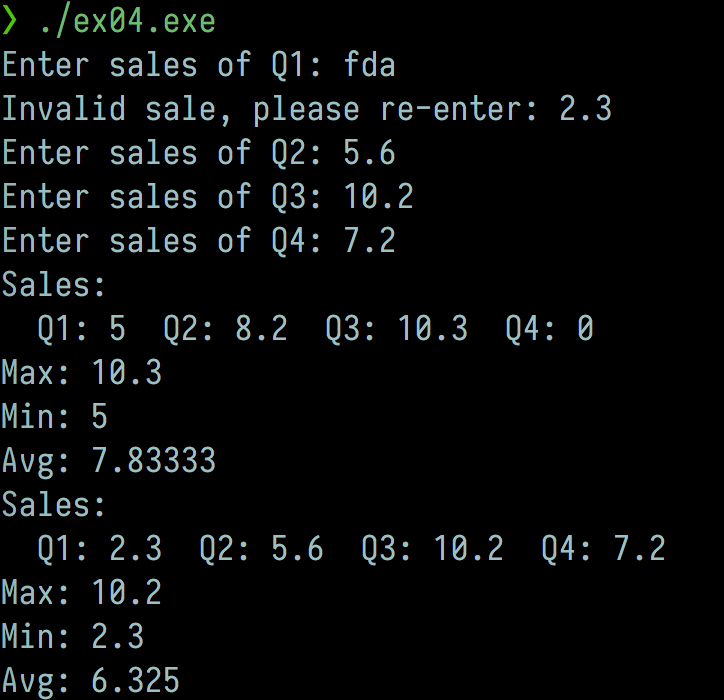 ❯ ./ex04.exe
Enter sales of Q1: fda
Invalid sale, please re-enter: 2.3
Enter sales of Q2: 5.6
Enter sales of Q3: 10.2
Enter sales of Q4: 7.2
Sales:
  Q1: 5  Q2: 8.2  Q3: 10.3  Q4: 0
Max: 10.3
Min: 5
Avg: 7.83333
Sales:
  Q1: 2.3  Q2: 5.6  Q3: 10.2  Q4: 7.2
Max: 10.2
Min: 2.3
Avg: 6.325